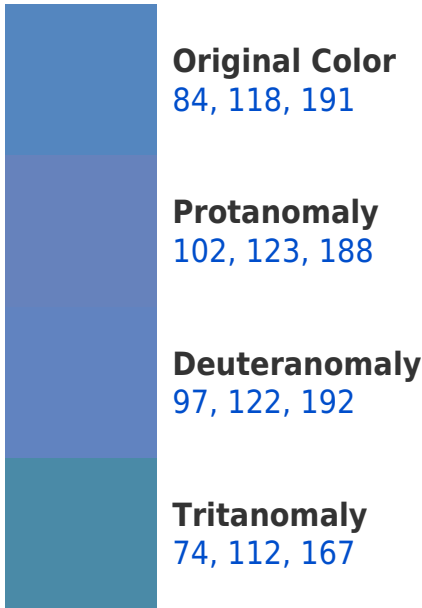 Original Color
84, 118, 191
Protanomaly
102, 123, 188
Deuteranomaly
97, 122, 192
Tritanomaly
74, 112, 167